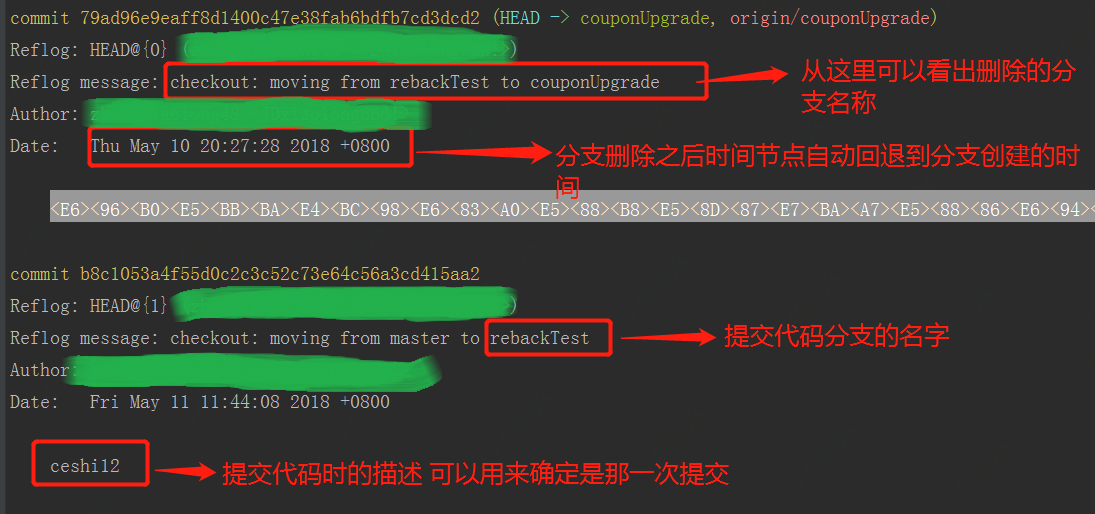 commit 79ad96e9eaff8d1400c47e38fab6bdfb7cd3dcd2 (HEAD -> couponUpgrade, origin/couponUpgrade)
Reflog: HEAD@{0} ( )
Reflog message: checkout: moving from rebackTest to couponUpgrade
从这里可以看出删除的分
支名称
Author:
Date: Thu May 10 20:27:28 2018 +0800
分支删除之后时间节点自动回退到分支创建的时
间
<E6><96><B0><E5><BB><BA><E4><BC><98><E6><83><A0><E5><88><B8><E5><8D><87><E7><BA><A7><E5><88><86><E6><94><
commit b8c1053a4f55d0c2c3c52c73e64c56a3cd415aa2
Reflog: HEAD@{1} )
Reflog message: checkout: moving from master to rebackTest
提交代码分支的名字
Author:
Date: Fri May 11 11:44:08 2018 +0800
ceshi12
提交代码时的描述 可以用来确定是那一次提交